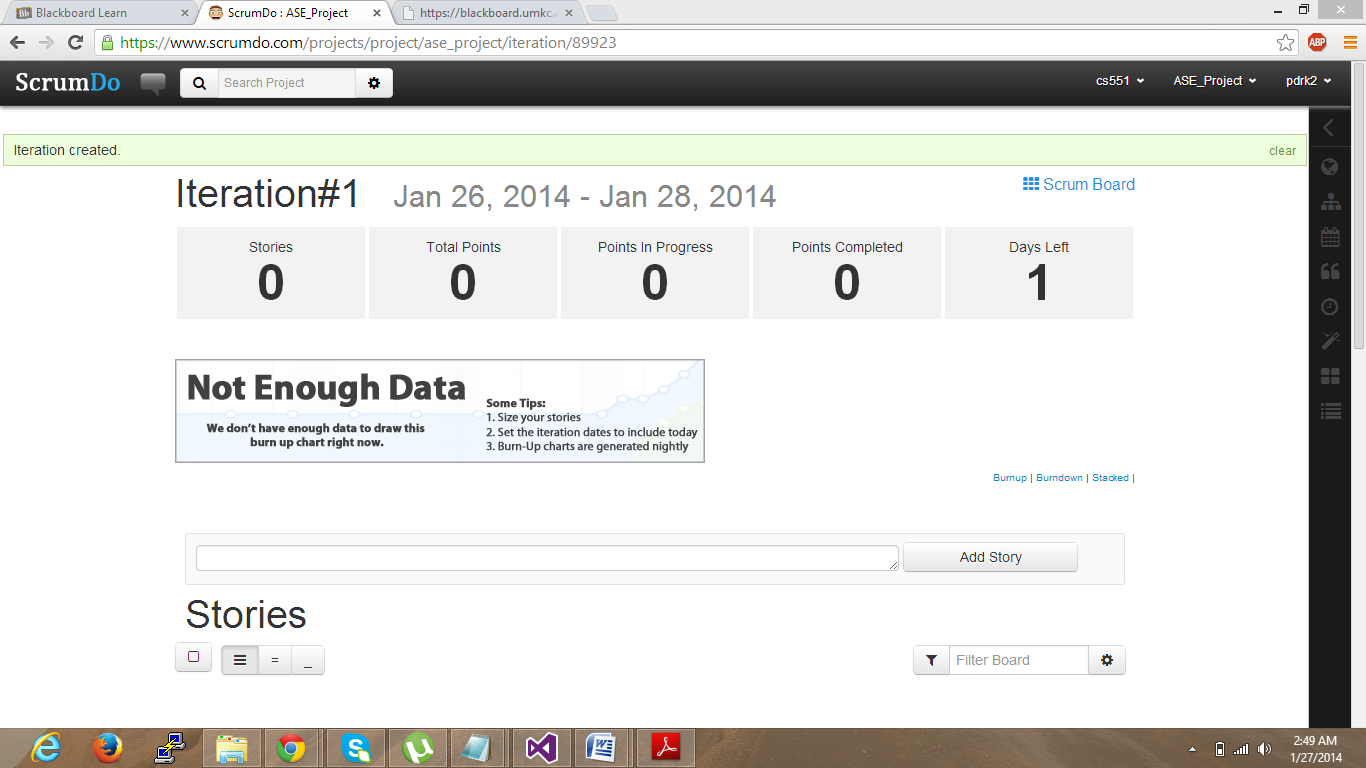 Blackboard Learn
ScrumDo : ASE_Project
https://blackboard.umkc.
https://www.scrumdo.com/projects/project/ase_project/iteration/89923
ABP
ScrumDo
Search Project
cs551
ASE_Project
pdrk2
Iteration created.
clear
Iteration#1
Jan 26, 2014 - Jan 28, 2014
Scrum Board
Stories
0
Total Points
0
Points In Progress
0
Points Completed
0
Days Left
1
Not Enough Data
We don't have enough data to draw this
burn up chart right now.
Some Tips:
1. Size your stories
2. Set the iteration dates to include today
3. Burn-Up charts are generated nightly
Burnup | Burndown | Stacked |
Add Story
Stories
= _
Filter Board
2:49 AM
1/27/2014